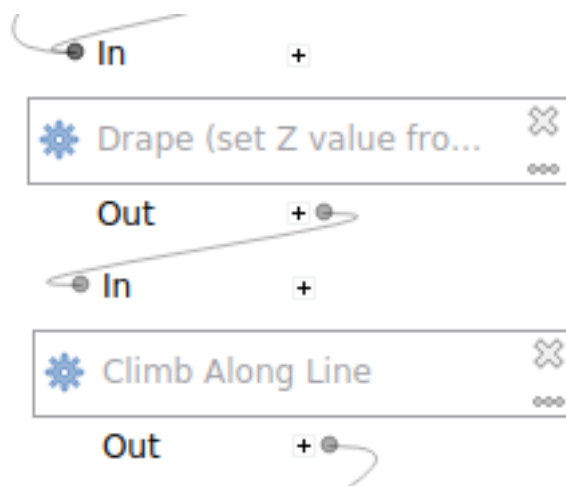 In
Drape (set Z value fro...
Out
In
Climb Along Line
Out